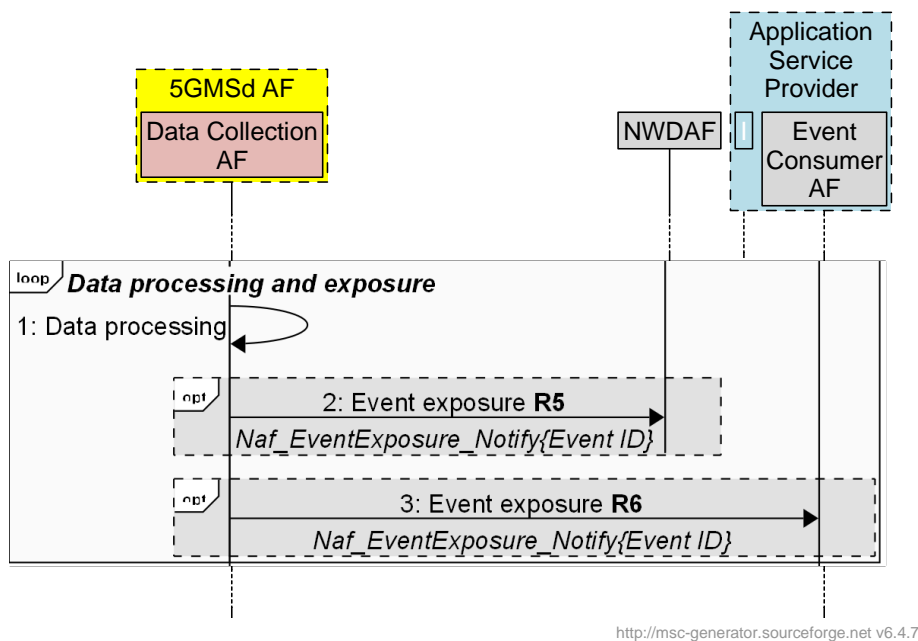 Application
Service
Provider
5GMSd AF
Data Collection
AF
NWDAF
Event
Consumer
AF
loop
Data processing and exposure
1: Data processing
opt
2: Event exposure R5
Naf_EventExposure_Notify{Event ID}
opt
3: Event exposure R6
Naf_EventExposure_Notify{Event ID}
http://msc-generator.sourceforge.net v6.4.7